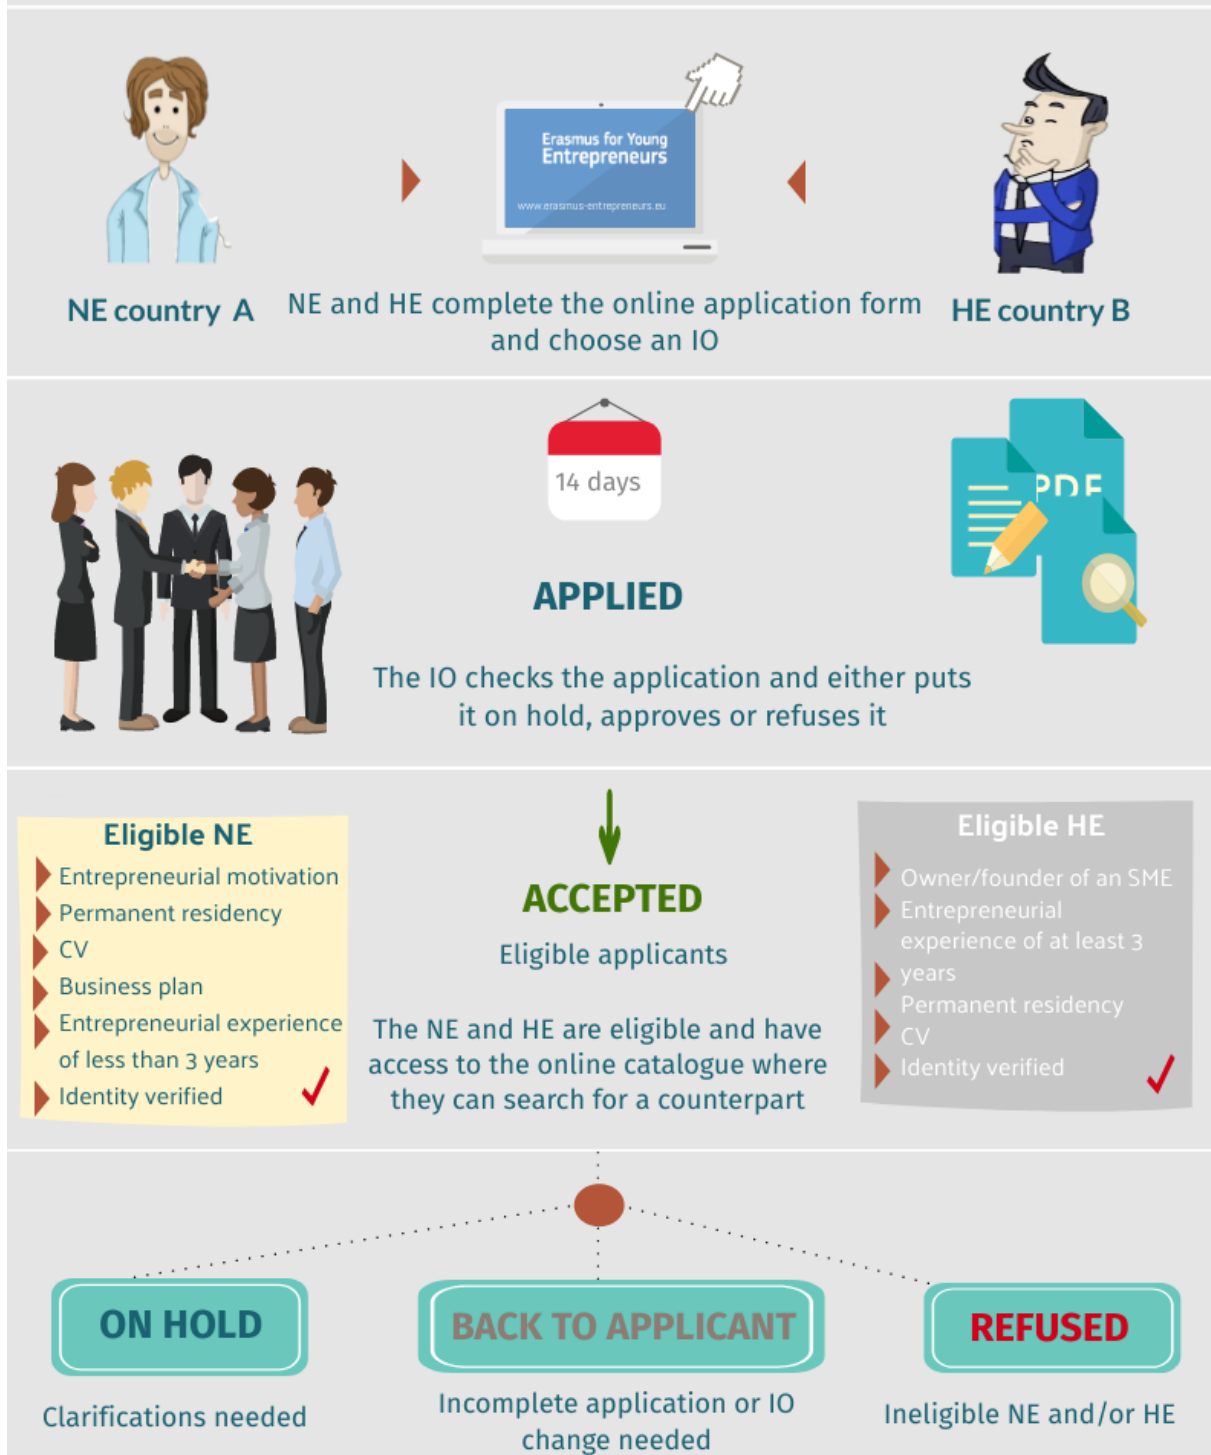 Erasmus for Young
Entrepreneurs
www.erasmus-entrepreneurs.eu
NE country A
NE and HE complete the online application form
and choose an IO
HE country B
14 days
PDF
APPLIED
The IO checks the application and either puts
it on hold, approves or refuses it
Eligible NE
Entrepreneurial motivation
Permanent residency
CV
Business plan
Entrepreneurial experience
of less than 3 years
Identity verified
ACCEPTED
Eligible applicants
The NE and HE are eligible and have
access to the online catalogue where
they can search for a counterpart
Eligible HE
Owner/founder of an SME
Entrepreneurial
experience of at least 3
years
Permanent residency
CV
Identity verified
ON HOLD
Clarifications needed
BACK TO APPLICANT
Incomplete application or IO
change needed
REFUSED
Ineligible NE and/or HE